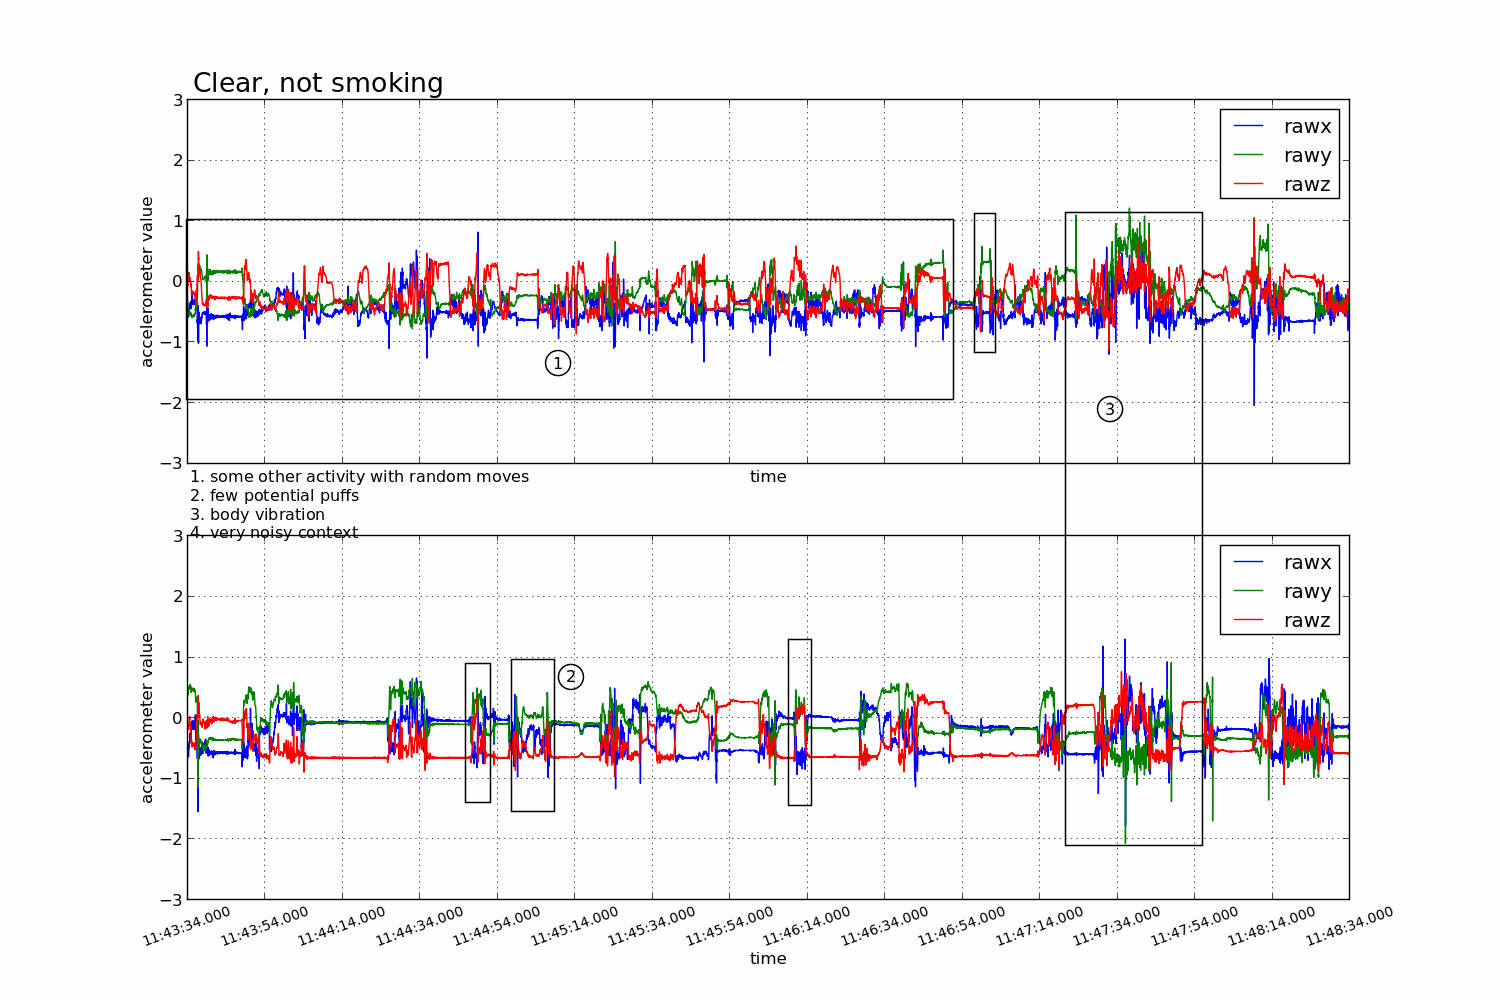 Clear, not smoking
3
2
1
0
−1
−2
−3
accelerometer value
rawx
rawy
rawz
1
3
time
1. some other activity with random moves
2. few potential puffs
3. body vibration
4. very noisy context
3
2
1
0
−1
−2
−3
accelerometer value
rawx
rawy
rawz
2
11:43:34.000
11:43:54.000
11:44:14.000
11:44:34.000
11:44:54.000
11:45:14.000
11:45:34.000
11:45:54.000
11:46:14.000
11:46:34.000
11:46:54.000
11:47:14.000
11:47:34.000
11:47:54.000
11:48:14.000
11:48:34.000
time